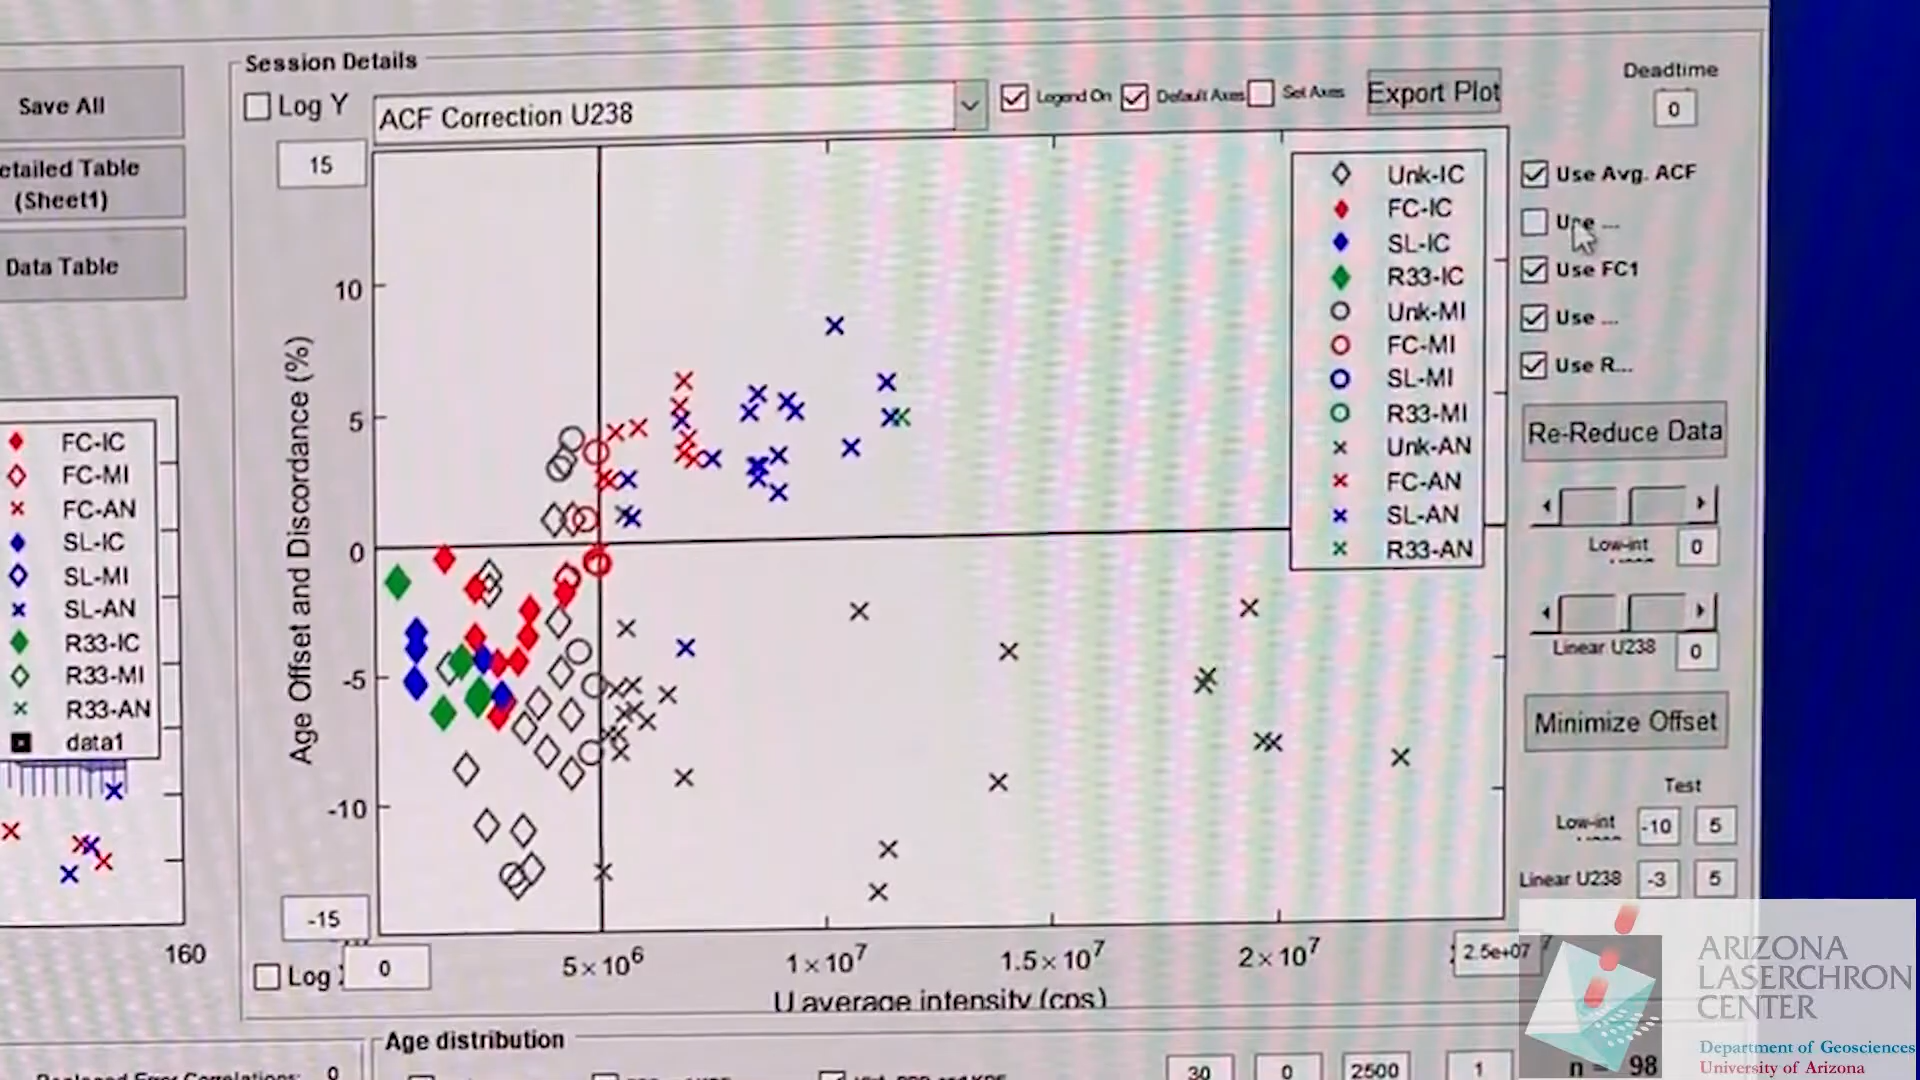 Session Details
Save All
Log Y
ACF Correction U238
Legend On
Default Axes
Set Axes
Export Plot
Deadtime
0
etailed Table
(Sheet1)
Data Table
15
10
5
0
-5
-10
-15
Age Offset and Discordance (%)
Unk-IC
FC-IC
SL-IC
R33-IC
Unk-MI
FC-MI
SL-MI
R33-MI
Unk-AN
FC-AN
SL-AN
R33-AN
Use Avg. ACF
Use ...
Use FC1
Use ...
Use R...
Re-Reduce Data
Low-int
0
Linear U238
0
Minimize Offset
Test
Low-int
-10
5
Linear U238
-3
5
FC-IC
FC-MI
FC-AN
SL-IC
SL-MI
SL-AN
R33-IC
R33-MI
R33-AN
data1
160
Log
0
5×10⁶
1×10⁷
1.5×10⁷
2×10⁷
2.5e+07
U average intensity (cps)
Age distribution
0
30
0
2500
1
n = 98
ARIZONA
LASERCHRON
CENTER
Department of Geosciences
University of Arizona